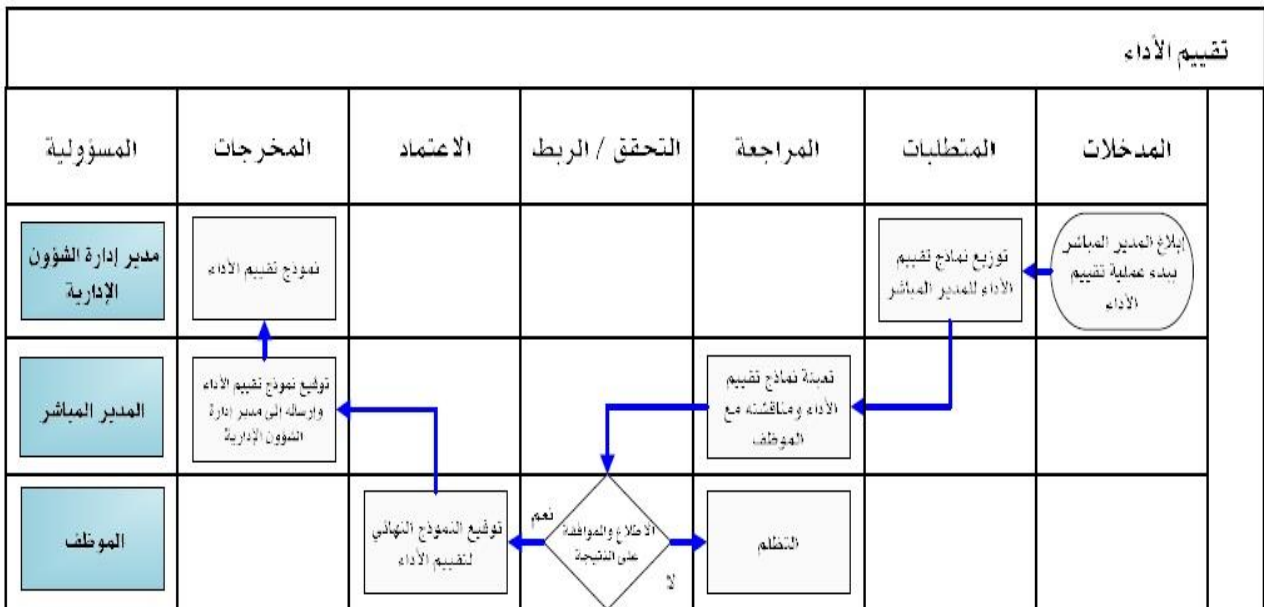 تقييم الأداء
المدخلات
المتطلبات
المراجعة
التحقق / الربط
الاعتماد
المخرجات
المسؤولية
إبلاغ المدير المباشر
ببدء عملية تقييم
الأداء
توزيع نماذج تقييم
الأداء للمدير المباشر
نموذج تقييم الأداء
مدير إدارة الشؤون
الإدارية
تعبئة نماذج تقييم
الأداء ومناقشته مع
الموظف
توقيع نموذج تقييم الأداء
وإرساله إلى مدير إدارة
الشؤون الإدارية
المدير المباشر
التظلم
لا
الاطلاع والموافقة
على النتيجة
نعم
توقيع النموذج النهائي
لتقييم الأداء
الموظف